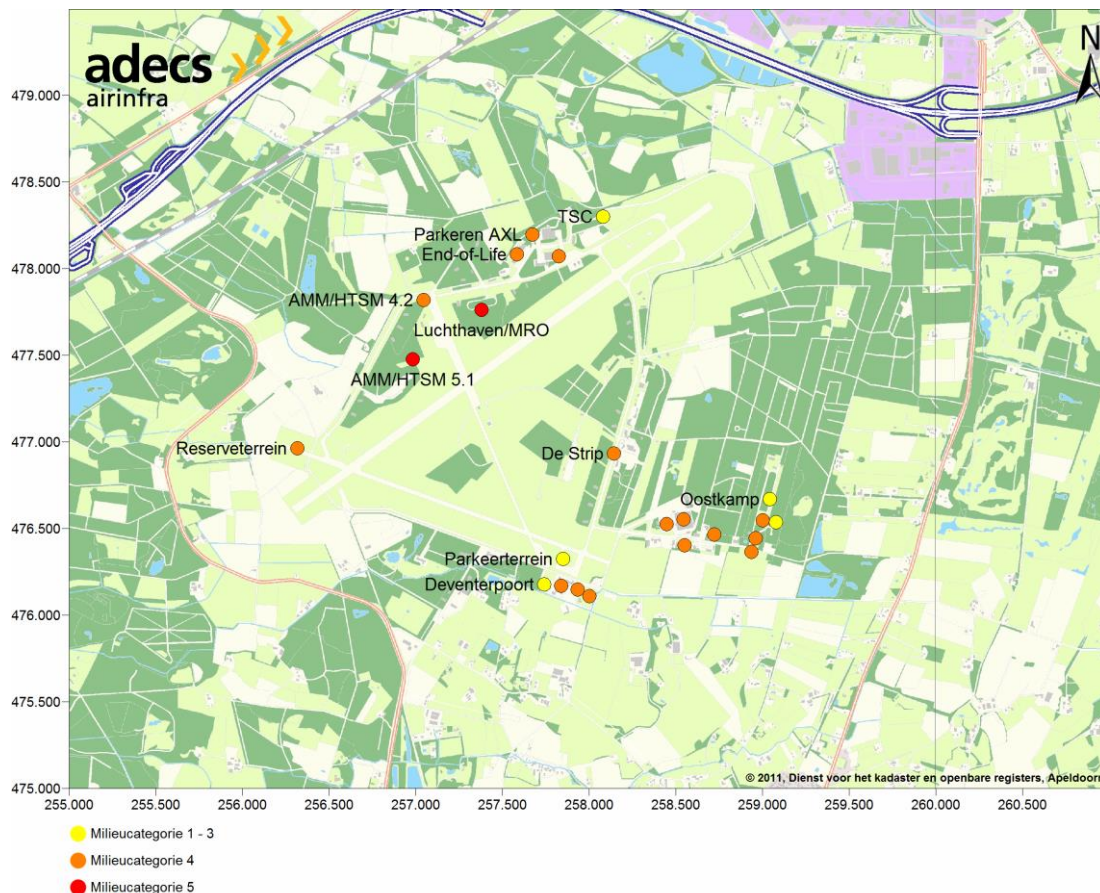 adecs
airinfra
N
479.000
478.500
478.000
477.500
477.000
476.500
476.000
475.500
475.000
TSC
Parkeren AXL
End-of-Life
AMM/HTSM 4.2
Luchthaven/MRO
AMM/HTSM 5.1
Reserveterrein
De Strip
Oostkamp
Parkeerterrein
Deventerpoort
© 2011, Dienst voor het kadaster en openbare registers, Apeldoorn
255.000 255.500 256.000 256.500 257.000 257.500 258.000 258.500 259.000 259.500 260.000 260.500
Milieucategorie 1 - 3
Milieucategorie 4
Milieucategorie 5